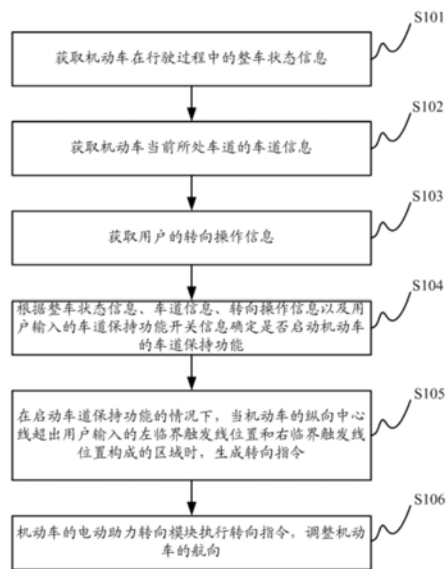 S101
获取机动车在行驶过程中的整车状态信息
S102
获取机动车当前所处车道的车道信息
S103
获取用户的转向操作信息
S104
根据整车状态信息、车道信息、转向操作信息以及用
户输入的车道保持功能开关信息确定是否启动机动车
的车道保持功能
S105
在启动车道保持功能的情况下，当机动车的纵向中心
线超出用户输入的左临界触发线位置和右临界触发线
位置构成的区域时，生成转向指令
S106
机动车的电动助力转向模块执行转向指令，调整机动
车的航向